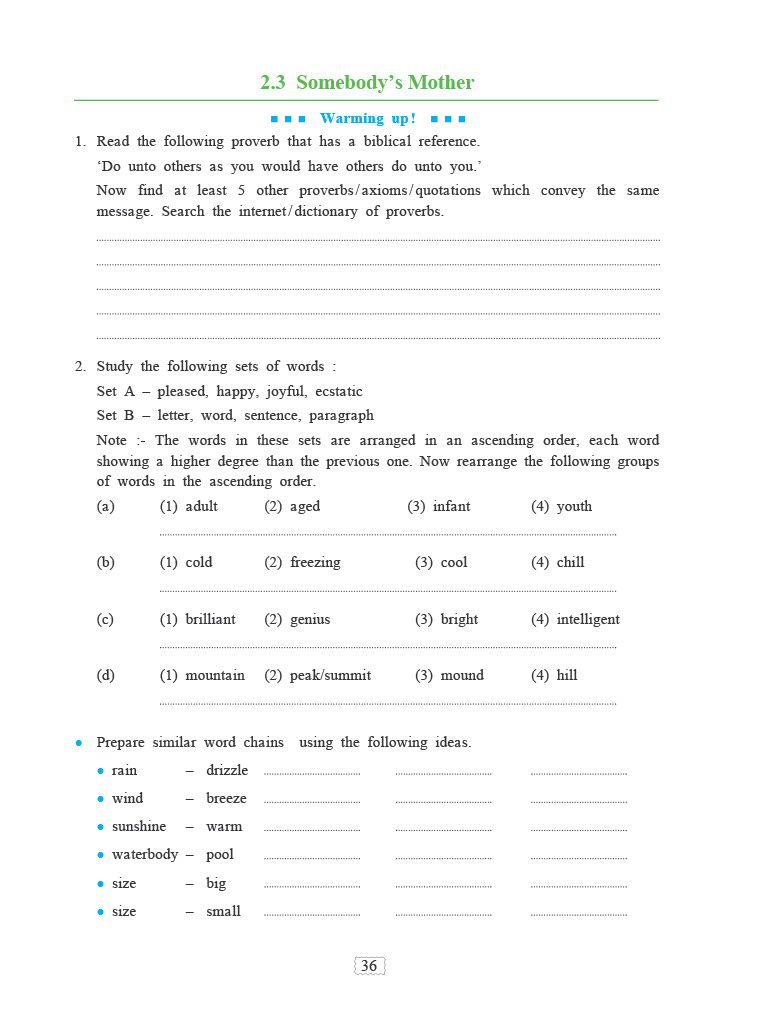 2.3 Somebody's Mother
Warming up!
1. Read the following proverb that has a biblical reference.
‘Do unto others as you would have others do unto you.’
Now find at least 5 other proverbs/axioms/quotations which convey the same
message. Search the internet/dictionary of proverbs.
2. Study the following sets of words :
Set A – pleased, happy, joyful, ecstatic
Set B – letter, word, sentence, paragraph
Note :- The words in these sets are arranged in an ascending order, each word
showing a higher degree than the previous one. Now rearrange the following groups
of words in the ascending order.
(a) (1) adult (2) aged (3) infant (4) youth
(b) (1) cold (2) freezing (3) cool (4) chill
(c) (1) brilliant (2) genius (3) bright (4) intelligent
(d) (1) mountain (2) peak/summit (3) mound (4) hill
● Prepare similar word chains using the following ideas.
● rain – drizzle
● wind – breeze
● sunshine – warm
● waterbody – pool
● size – big
● size – small
36